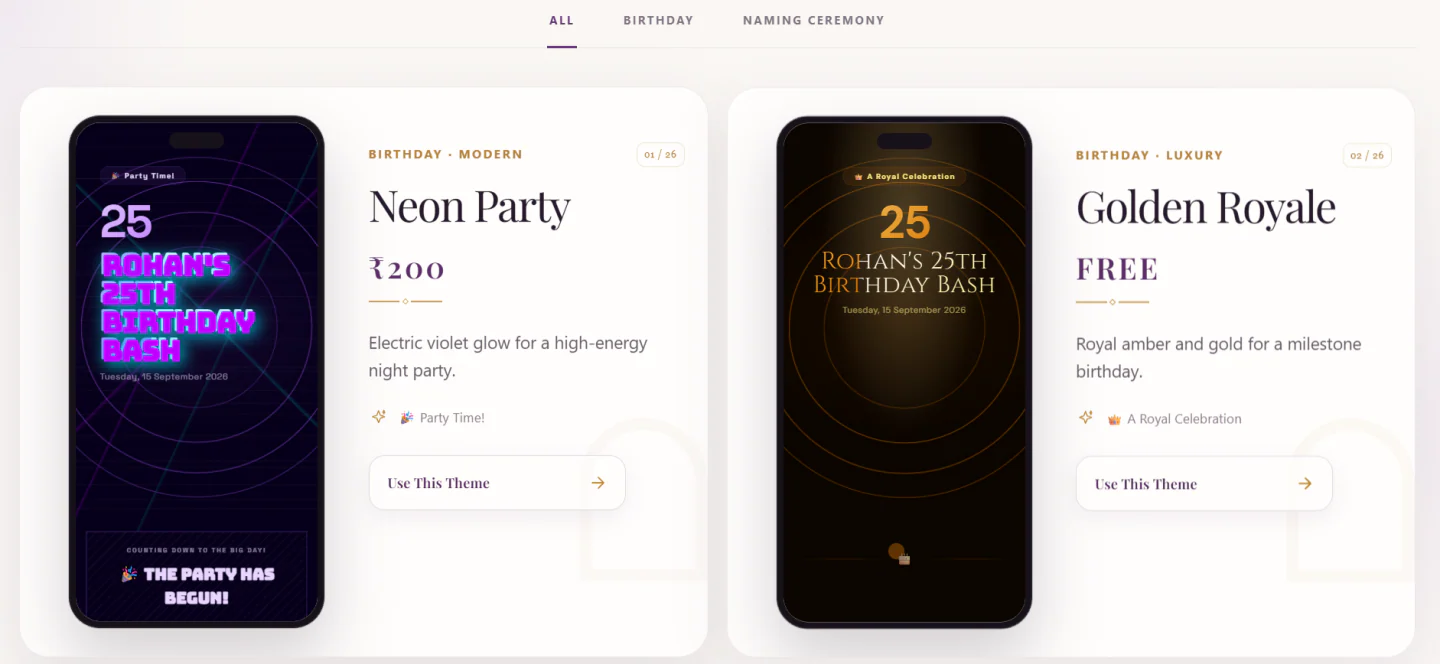 ALL
BIRTHDAY
NAMING CEREMONY
🎉 Party Time!
25
ROHAN'S
25TH
BIRTHDAY
BASH
Tuesday, 15 September 2026
COUNTING DOWN TO THE BIG DAY!
🎉 THE PARTY HAS
BEGUN!
BIRTHDAY · MODERN
01 / 26
Neon Party
₹200
Electric violet glow for a high-energy
night party.
🎉 Party Time!
Use This Theme
👑 A Royal Celebration
25
ROHAN'S 25TH
BIRTHDAY BASH
Tuesday, 15 September 2026
BIRTHDAY · LUXURY
02 / 26
Golden Royale
FREE
Royal amber and gold for a milestone
birthday.
👑 A Royal Celebration
Use This Theme